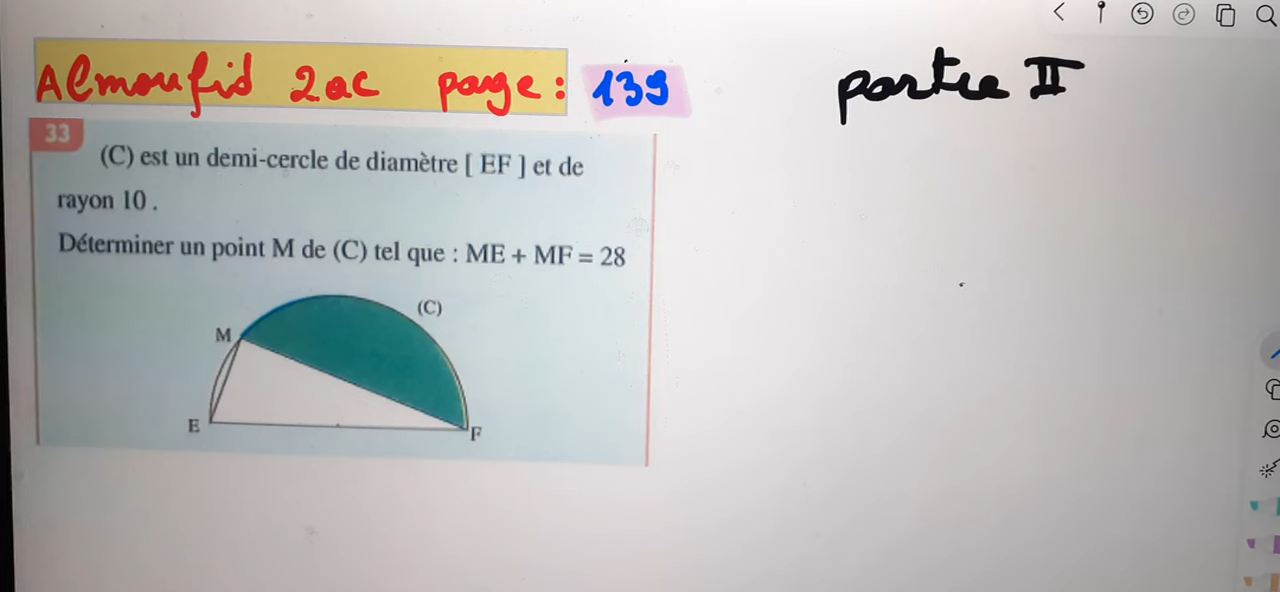 Almoufid 2ac page: 139
partie II
33
(C) est un demi-cercle de diamètre [ EF ] et de
rayon 10 .
Déterminer un point M de (C) tel que : ME + MF = 28
(C)
M
E
F